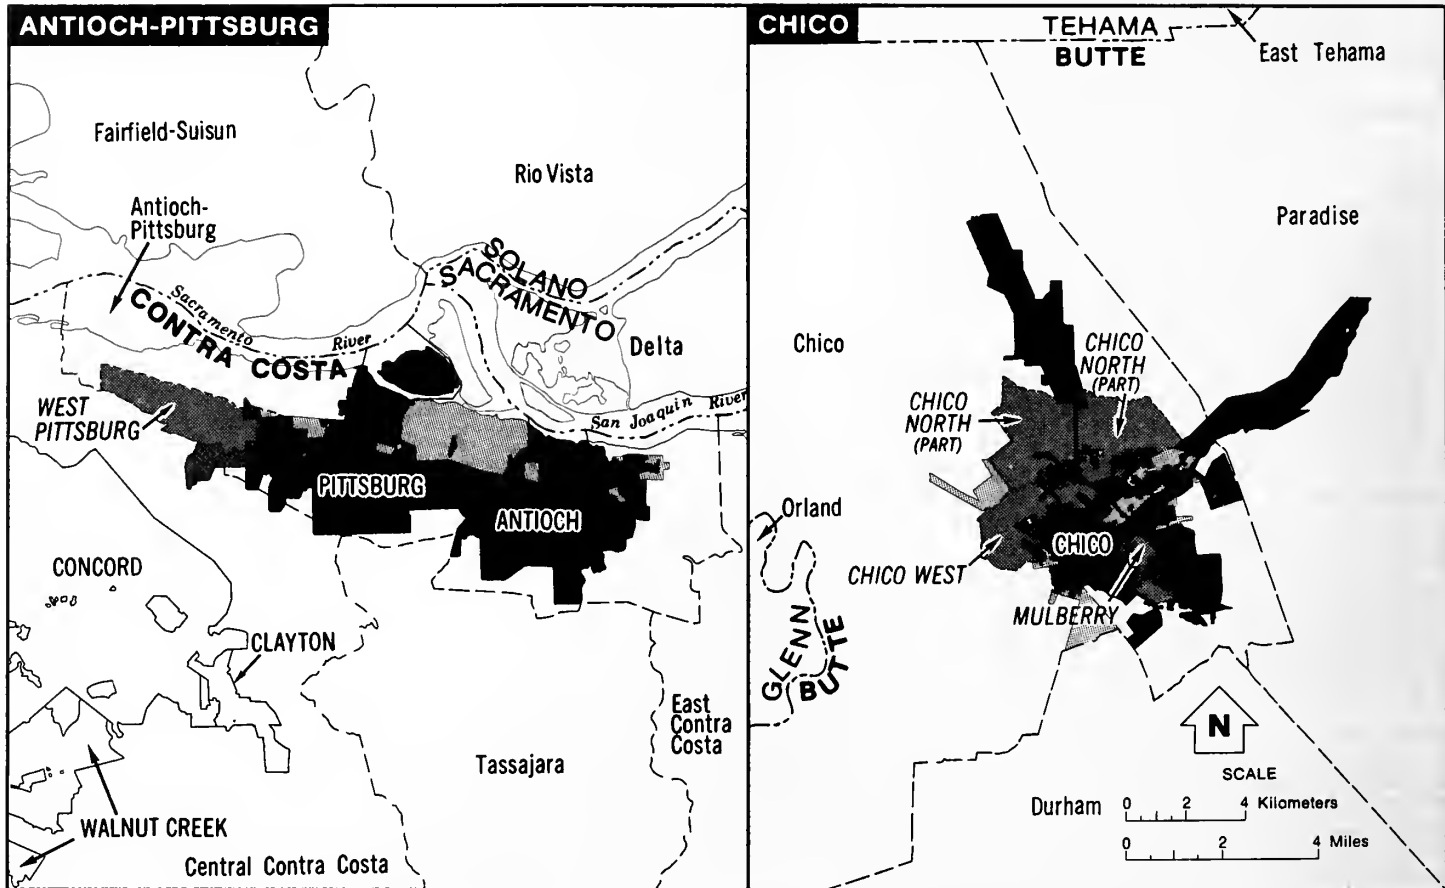 ANTIOCH-PITTSBURG
Fairfield-Suisun
Rio Vista
Antioch-
Pittsburg
SOLANO
SACRAMENTO
Sacramento
River
CONTRA COSTA
Delta
WEST
PITTSBURG
San Joaquin River
PITTSBURG
ANTIOCH
CONCORD
CLAYTON
East
Contra
Costa
Tassajara
WALNUT CREEK
Central Contra Costa
CHICO
TEHAMA
BUTTE
East Tehama
Paradise
Chico
CHICO
NORTH
(PART)
CHICO
NORTH
(PART)
Orland
CHICO
CHICO WEST
MULBERRY
GLENN
BUTTE
N
SCALE
Durham
0 2 4 Kilometers
0 2 4 Miles